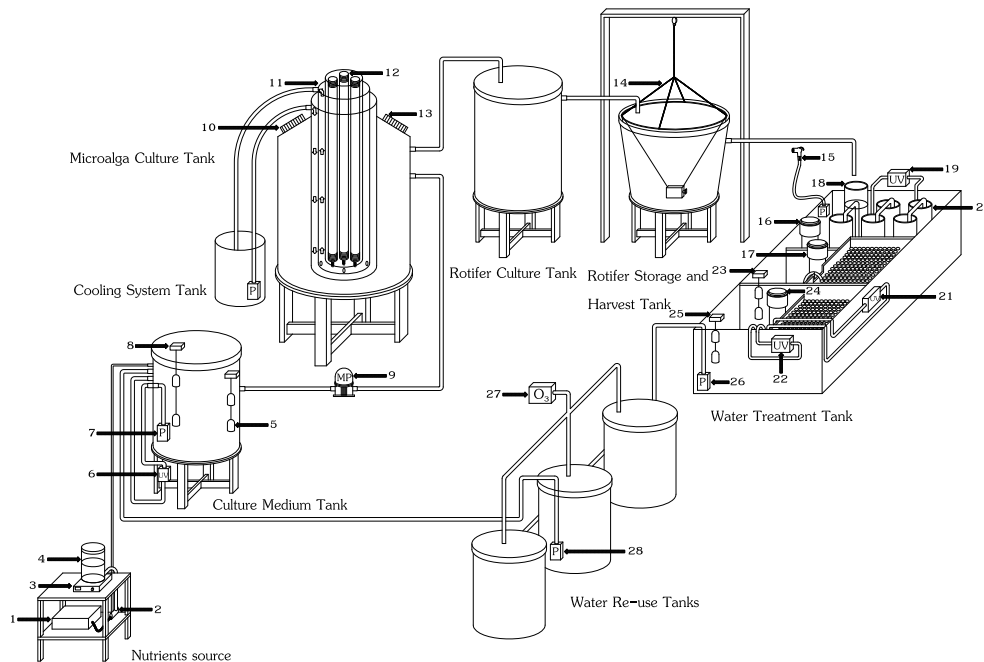 12
11
14
13
10
Microalga Culture Tank
15
19
18
UV
2
P
16
17
Rotifer Culture Tank
Rotifer Storage and
Harvest Tank
23
24
Cooling System Tank
P
25
UV
21
UV
22
8
MP
9
P
26
27
O3
Water Treatment Tank
5
7
P
6
UV
Culture Medium Tank
4
P
28
3
1
2
Water Re-use Tanks
Nutrients source